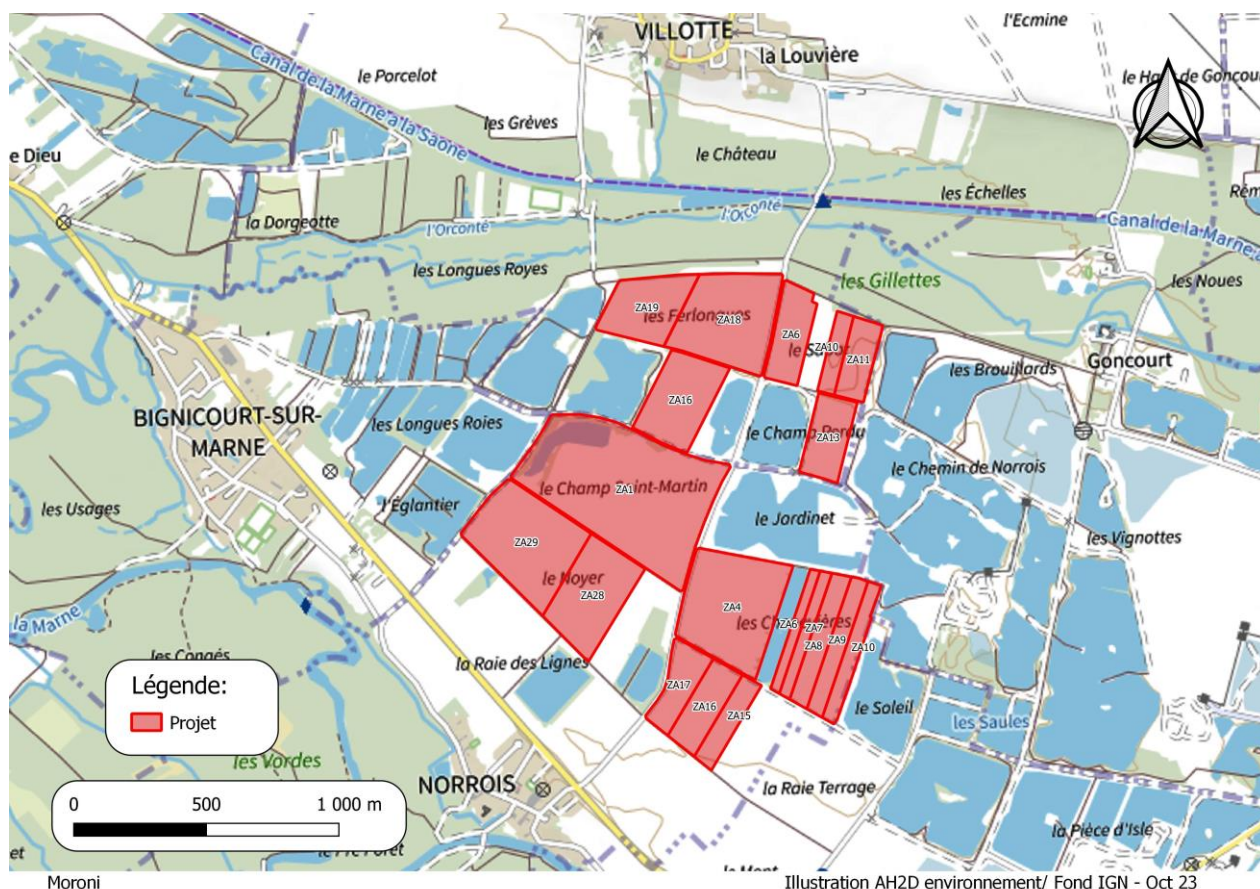 l'Ecmine
VILLOTTE
la Louvière
Canal de la Marne à la Saône
le Porcelot
les Grèves
le Château
les Échelles
e Dieu
la Dorgeotte
l'Orconté
l'Orconté
Canal de la Marne à
les Longues Royes
les Gillettes
les Noues
ZA19
les Ferlongues
ZA18
ZA6
ZA10
ZA11
les Brouillards
Goncourt
BIGNICOURT-SUR-
MARNE
les Longues Roies
ZA16
le Champ Perdu
ZA13
le Chemin de Norrois
le Champ Saint-Martin
ZA1
les Usages
l'Églantier
le Jordinet
les Vignottes
ZA29
le Noyer
ZA28
ZA4
ZA6
ZA7
ZA8
ZA9
ZA10
la Marne
les Congés
la Raie des Lignes
ZA17
ZA16
ZA15
le Soleil
les Saules
Légende:
Projet
les Vordes
NORROIS
la Raie Terrage
la Pièce d'Isle
0 500 1 000 m
Moroni
Illustration AH2D environnement/ Fond IGN - Oct 23